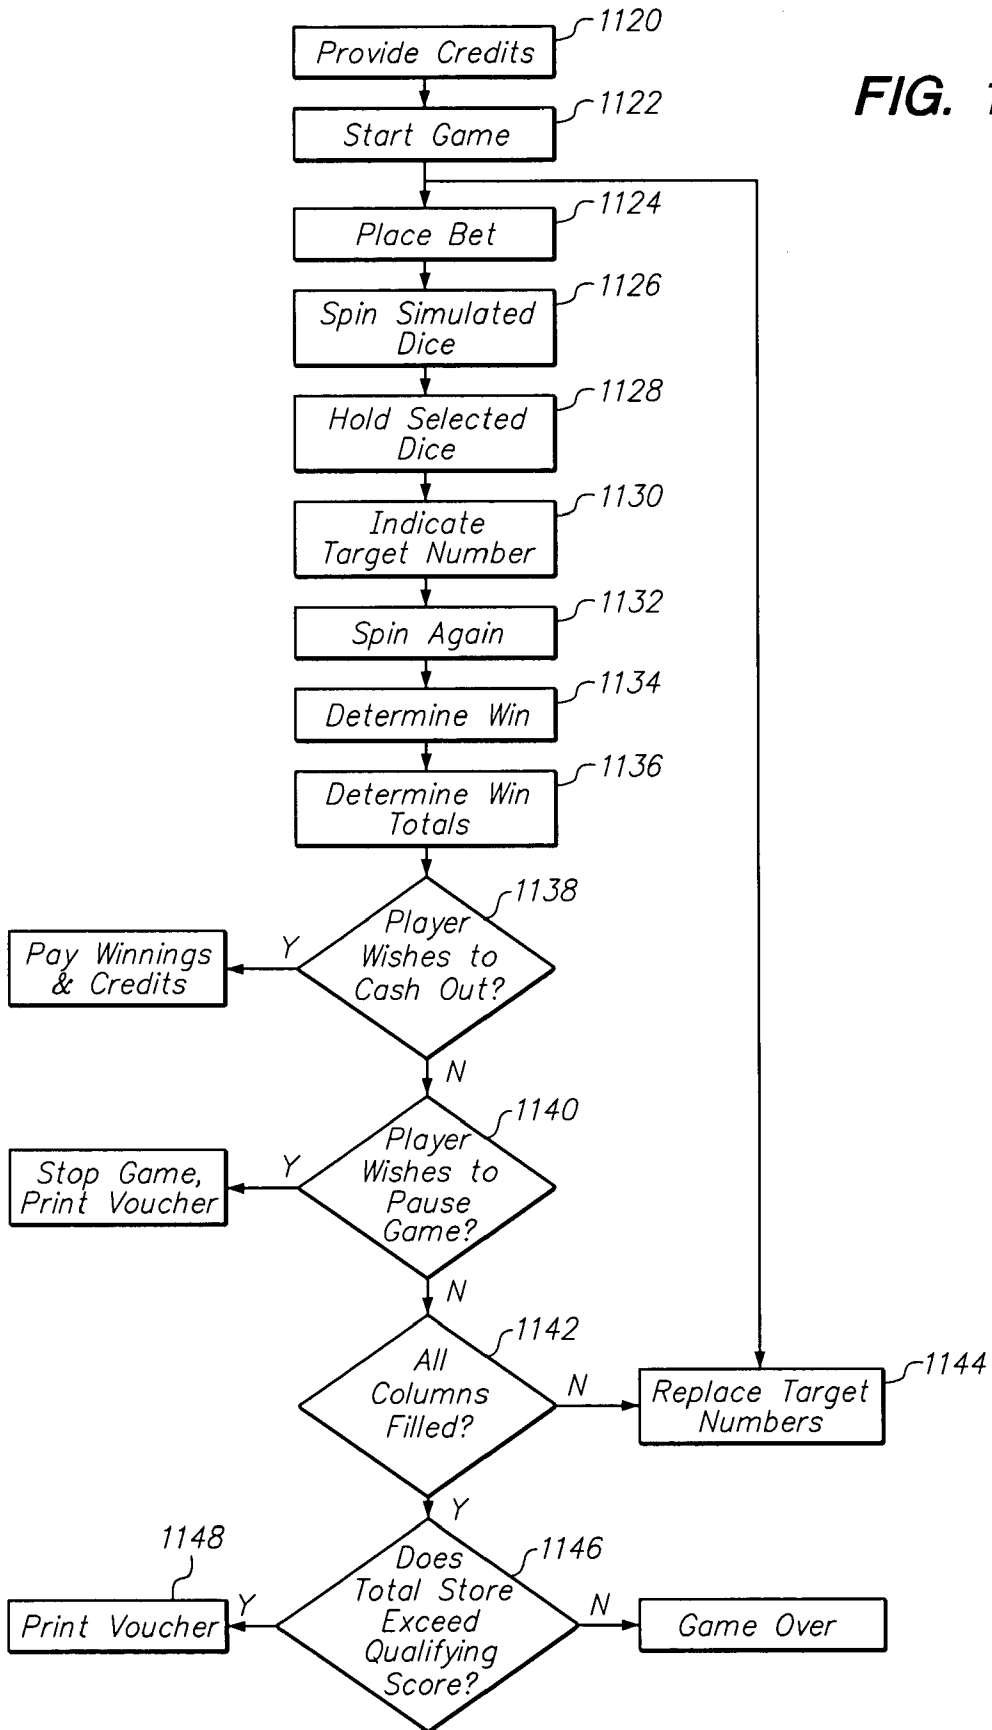 1120
Provide Credits
FIG. 1
1122
Start Game
1124
Place Bet
1126
Spin Simulated
Dice
1128
Hold Selected
Dice
1130
Indicate
Target Number
1132
Spin Again
1134
Determine Win
1136
Determine Win
Totals
1138
Player
Wishes to
Cash Out?
Y
Pay Winnings
& Credits
N
1140
Player
Wishes to
Pause
Game?
Y
Stop Game,
Print Voucher
N
1142
All
Columns
Filled?
N
1144
Replace Target
Numbers
Y
1146
Does
Total Store
Exceed
Qualifying
Score?
1148
Y
Print Voucher
N
Game Over